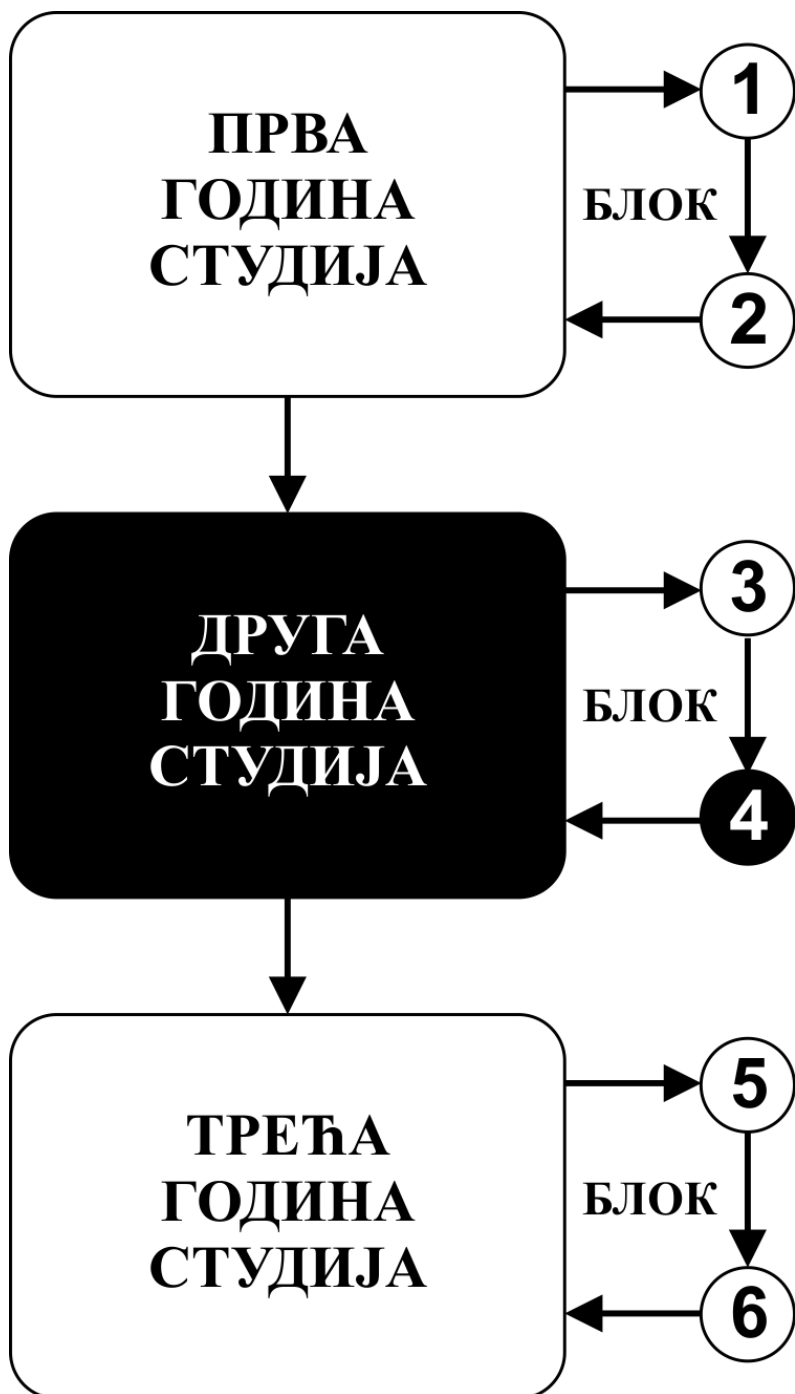 ПРВА
ГОДИНА
СТУДИЈА
1
БЛОК
2
ДРУГА
ГОДИНА
СТУДИЈА
3
БЛОК
4
ТРЕЋА
ГОДИНА
СТУДИЈА
5
БЛОК
6